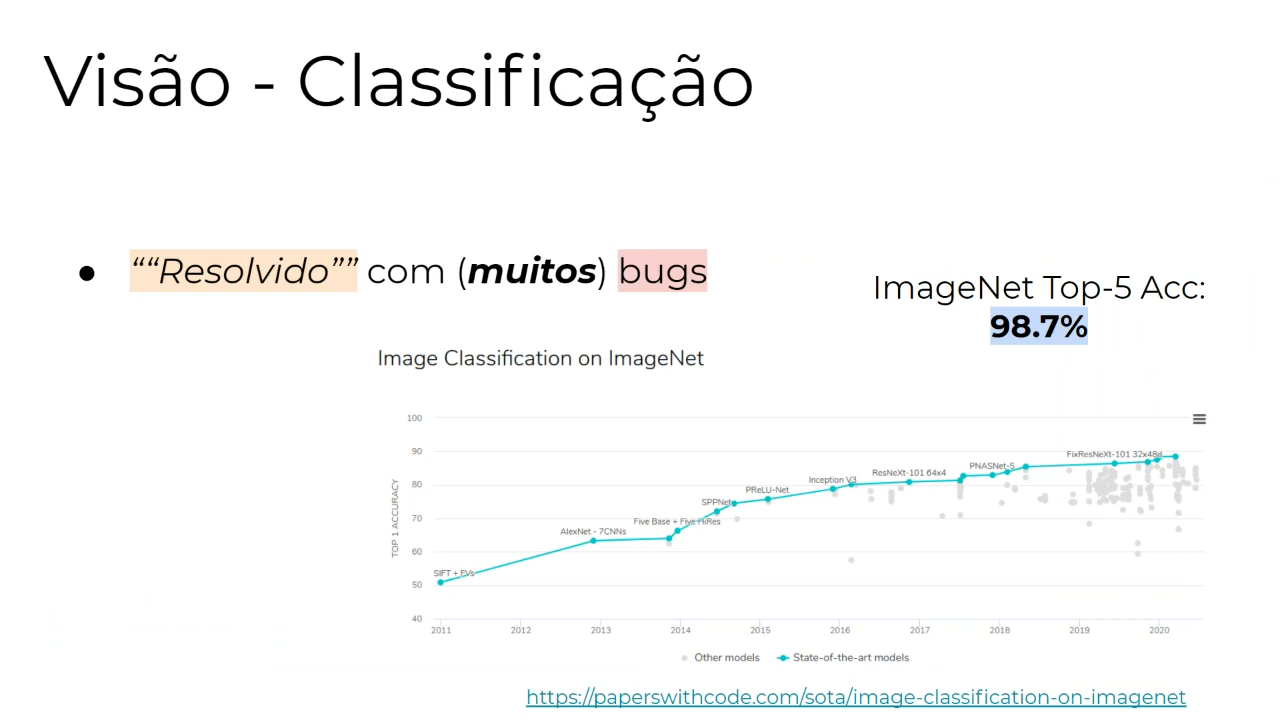 Visão - Classificação
● ““Resolvido”” com (muitos) bugs
ImageNet Top-5 Acc:
98.7%
Image Classification on ImageNet
TOP 1 ACCURACY
100
90
80
70
60
50
40
SIFT + FVs
AlexNet - 7CNNs
Five Base + Five HiRes
SPPNet
PReLU-Net
Inception V3
ResNeXt-101 64x4
PNASNet-5
FixResNeXt-101 32x48d
2011 2012 2013 2014 2015 2016 2017 2018 2019 2020
Other models State-of-the-art models
https://paperswithcode.com/sota/image-classification-on-imagenet